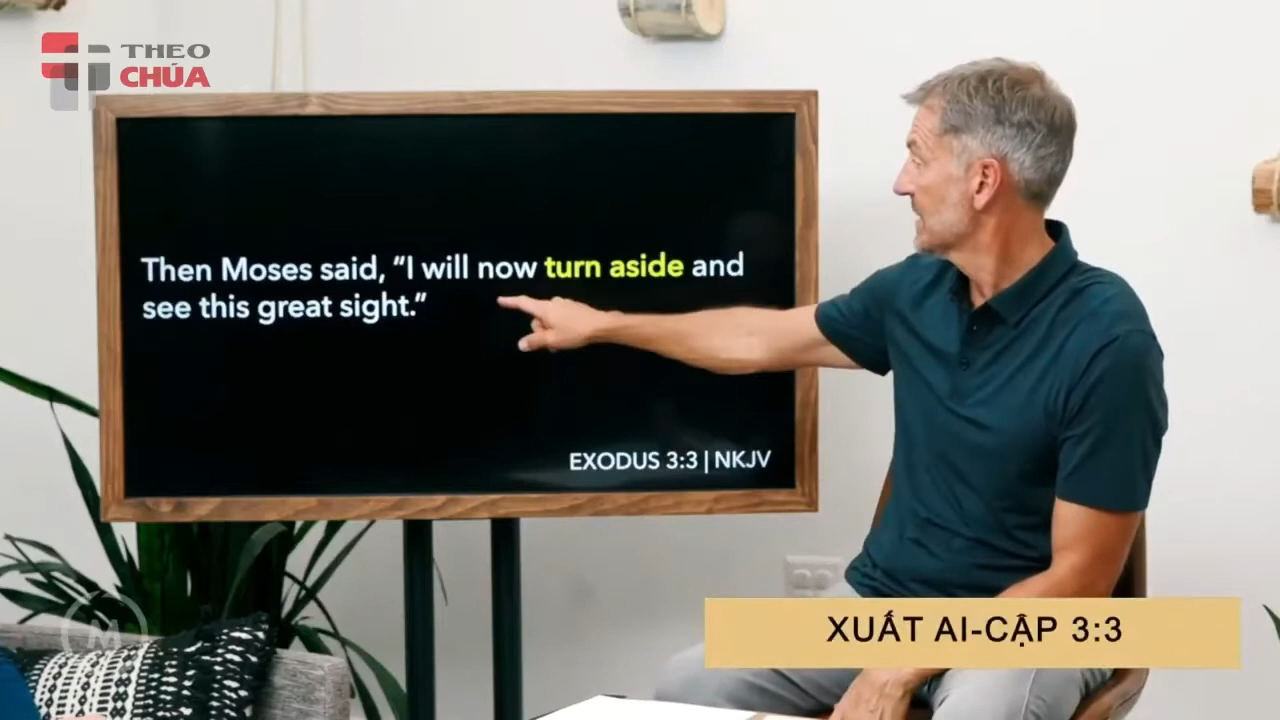 THEO
CHÚA
Then Moses said, “I will now turn aside and
see this great sight.”
EXODUS 3:3 | NKJV
XUẤT AI-CẬP 3:3
M